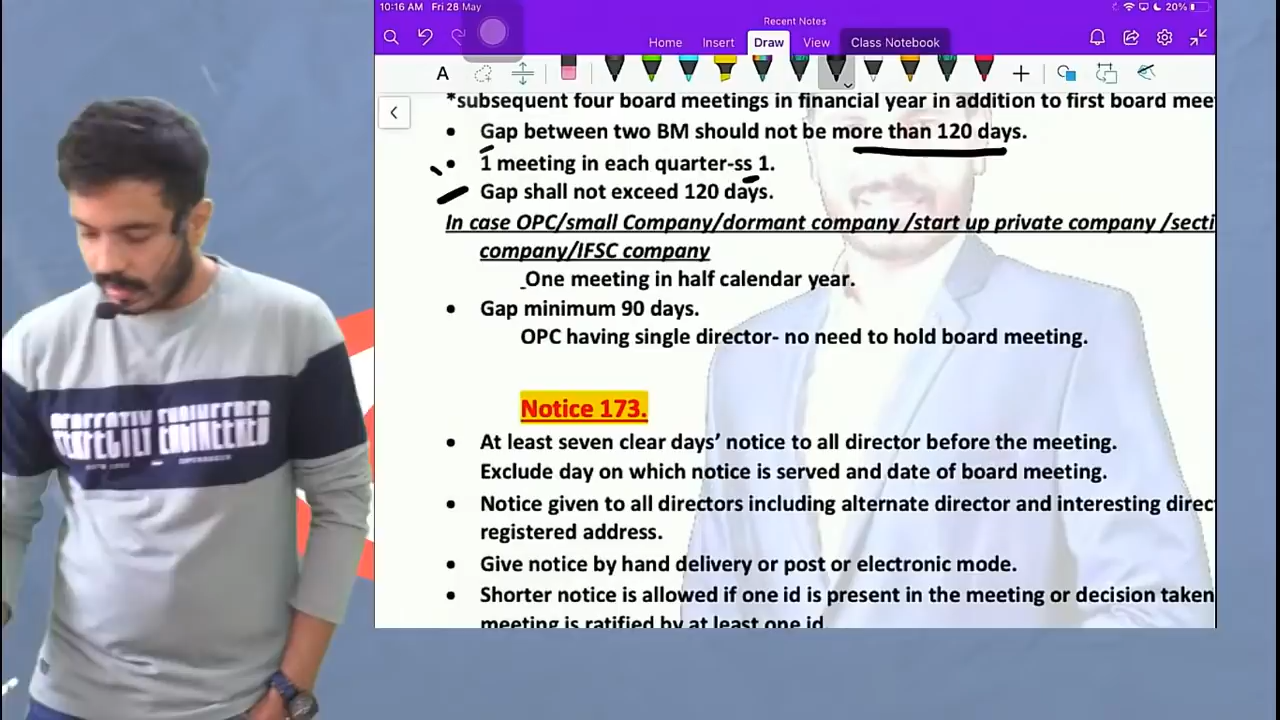 10:16 AM Fri 28 May
20%
Recent Notes
Home Insert Draw View Class Notebook
A
*subsequent four board meetings in financial year in addition to first board mee
• Gap between two BM should not be more than 120 days.
• 1 meeting in each quarter-ss 1.
Gap shall not exceed 120 days.
In case OPC/small Company/dormant company /start up private company /secti
company/IFSC company
_One meeting in half calendar year.
• Gap minimum 90 days.
OPC having single director- no need to hold board meeting.
Notice 173.
• At least seven clear days’ notice to all director before the meeting.
Exclude day on which notice is served and date of board meeting.
• Notice given to all directors including alternate director and interesting direc
registered address.
• Give notice by hand delivery or post or electronic mode.
• Shorter notice is allowed if one id is present in the meeting or decision taken
meeting is ratified by at least one id
PERFECTLY ENGINEERED